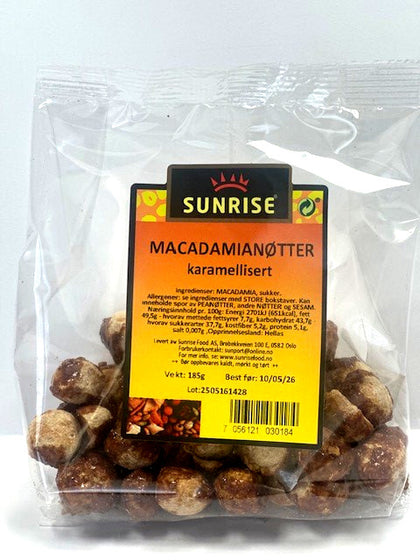 SUNRISE®
MACADAMIANØTTER
karamellisert
Ingredienser: MACADAMIA, sukker.
Allergener: se ingredienser med STORE bokstaver. Kan
inneholde spor av PEANØTTER, andre NØTTER og SESAM.
Næringsinnhold pr. 100g: Energi 2701kJ (651kcal), fett
49,5g - hvorav mettede fettsyrer 7,7g, karbohydrat 43,7g -
hvorav sukkerarter 37,7g, kostfiber 5,2g, protein 5,1g,
salt 0,007g .Opprinnelsesland: Hellas
Levert av Sunrise Food AS, Brobekkveien 100 E, 0582 Oslo
Forbrukerkontakt: sunport@online.no
For mer info, se: www.sunrisefood.no
++ Bør oppbevares kaldt, mørkt og tørt ++
Vekt: 185g Best før: 10/05/26
Lot:2505161428
7 056121 030184